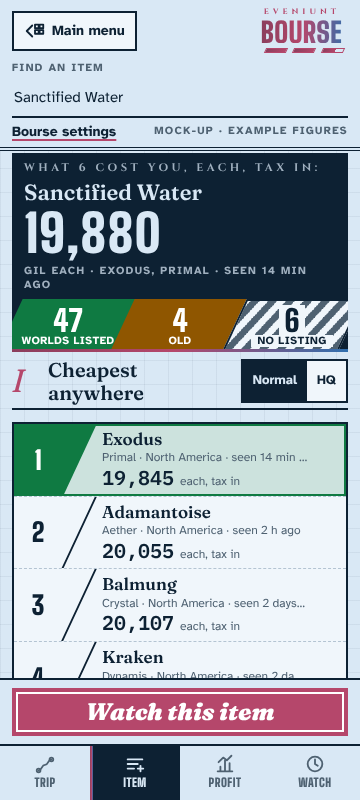 Main menu
EVENIUNT
BOURSE
FIND AN ITEM
Sanctified Water
Bourse settings
MOCK-UP · EXAMPLE FIGURES
WHAT 6 COST YOU, EACH, TAX IN:
Sanctified Water
19,880
GIL EACH · EXODUS, PRIMAL · SEEN 14 MIN
AGO
47
WORLDS LISTED
4
OLD
6
NO LISTING
I
Cheapest
anywhere
Normal
HQ
1
Exodus
Primal · North America · seen 14 min ...
19,845 each, tax in
2
Adamantoise
Aether · North America · seen 2 h ago
20,055 each, tax in
3
Balmung
Crystal · North America · seen 2 days...
20,107 each, tax in
4
Kraken
Dynamis · North America · seen 2 da...
Watch this item
TRIP
ITEM
PROFIT
WATCH